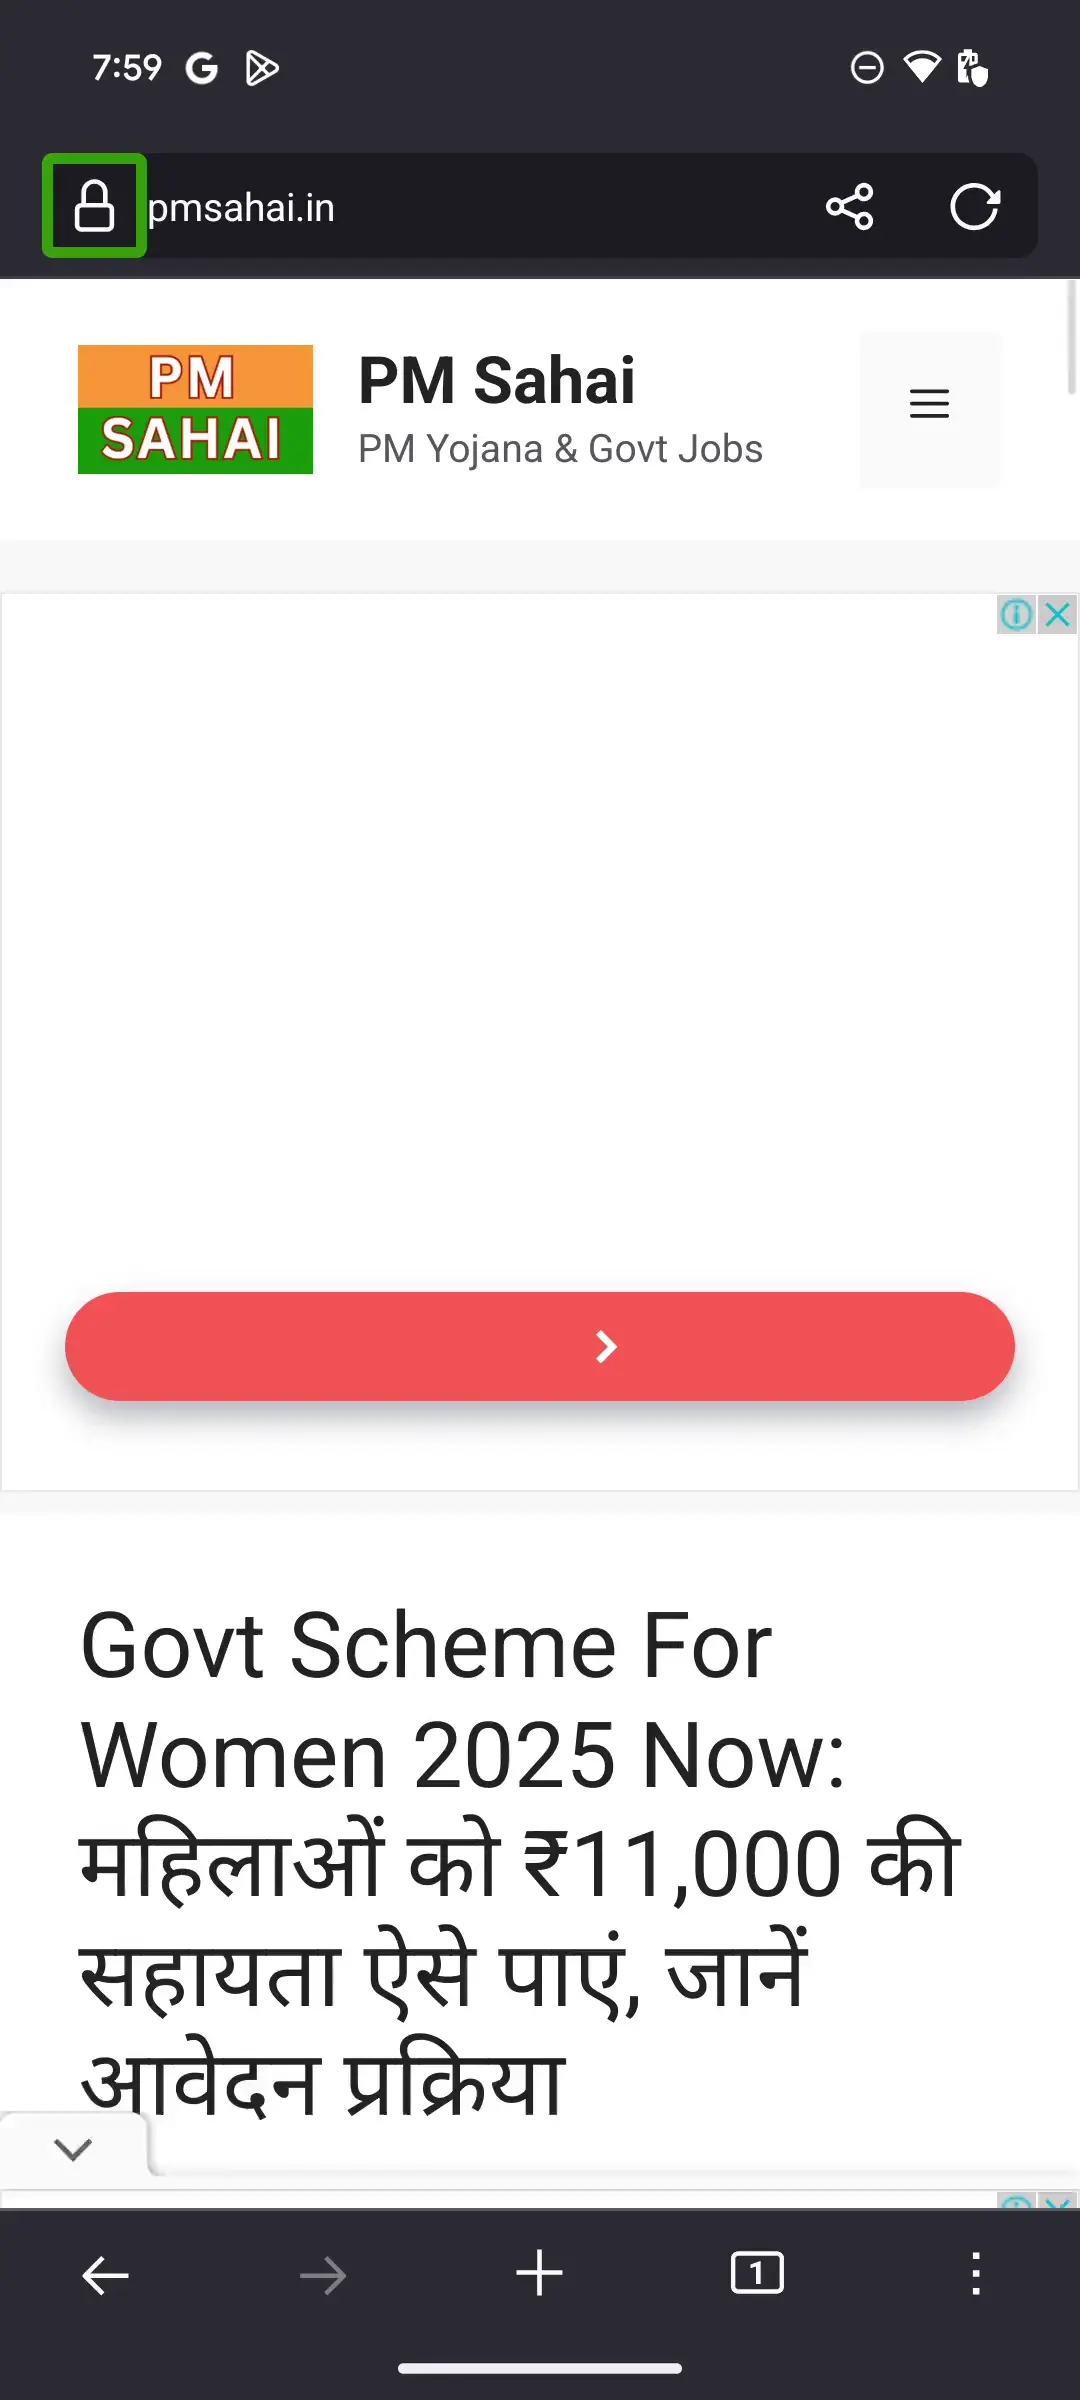 7:59
pmsahai.in
PM
SAHAI
PM Sahai
PM Yojana & Govt Jobs
Govt Scheme For
Women 2025 Now:
महिलाओं को ₹11,000 की
सहायता ऐसे पाएं, जानें
आवेदन प्रक्रिया
1